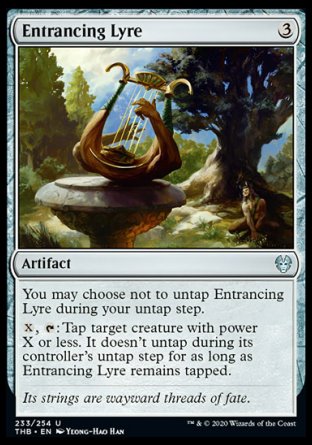 Entrancing Lyre 3
Artifact
You may choose not to untap Entrancing
Lyre during your untap step.
X, : Tap target creature with power
X or less. It doesn't untap during its
controller's untap step for as long as
Entrancing Lyre remains tapped.
Its strings are wayward threads of fate.
233/254 U
THB • EN Yeong-Hao Han
™ & © 2020 Wizards of the Coast